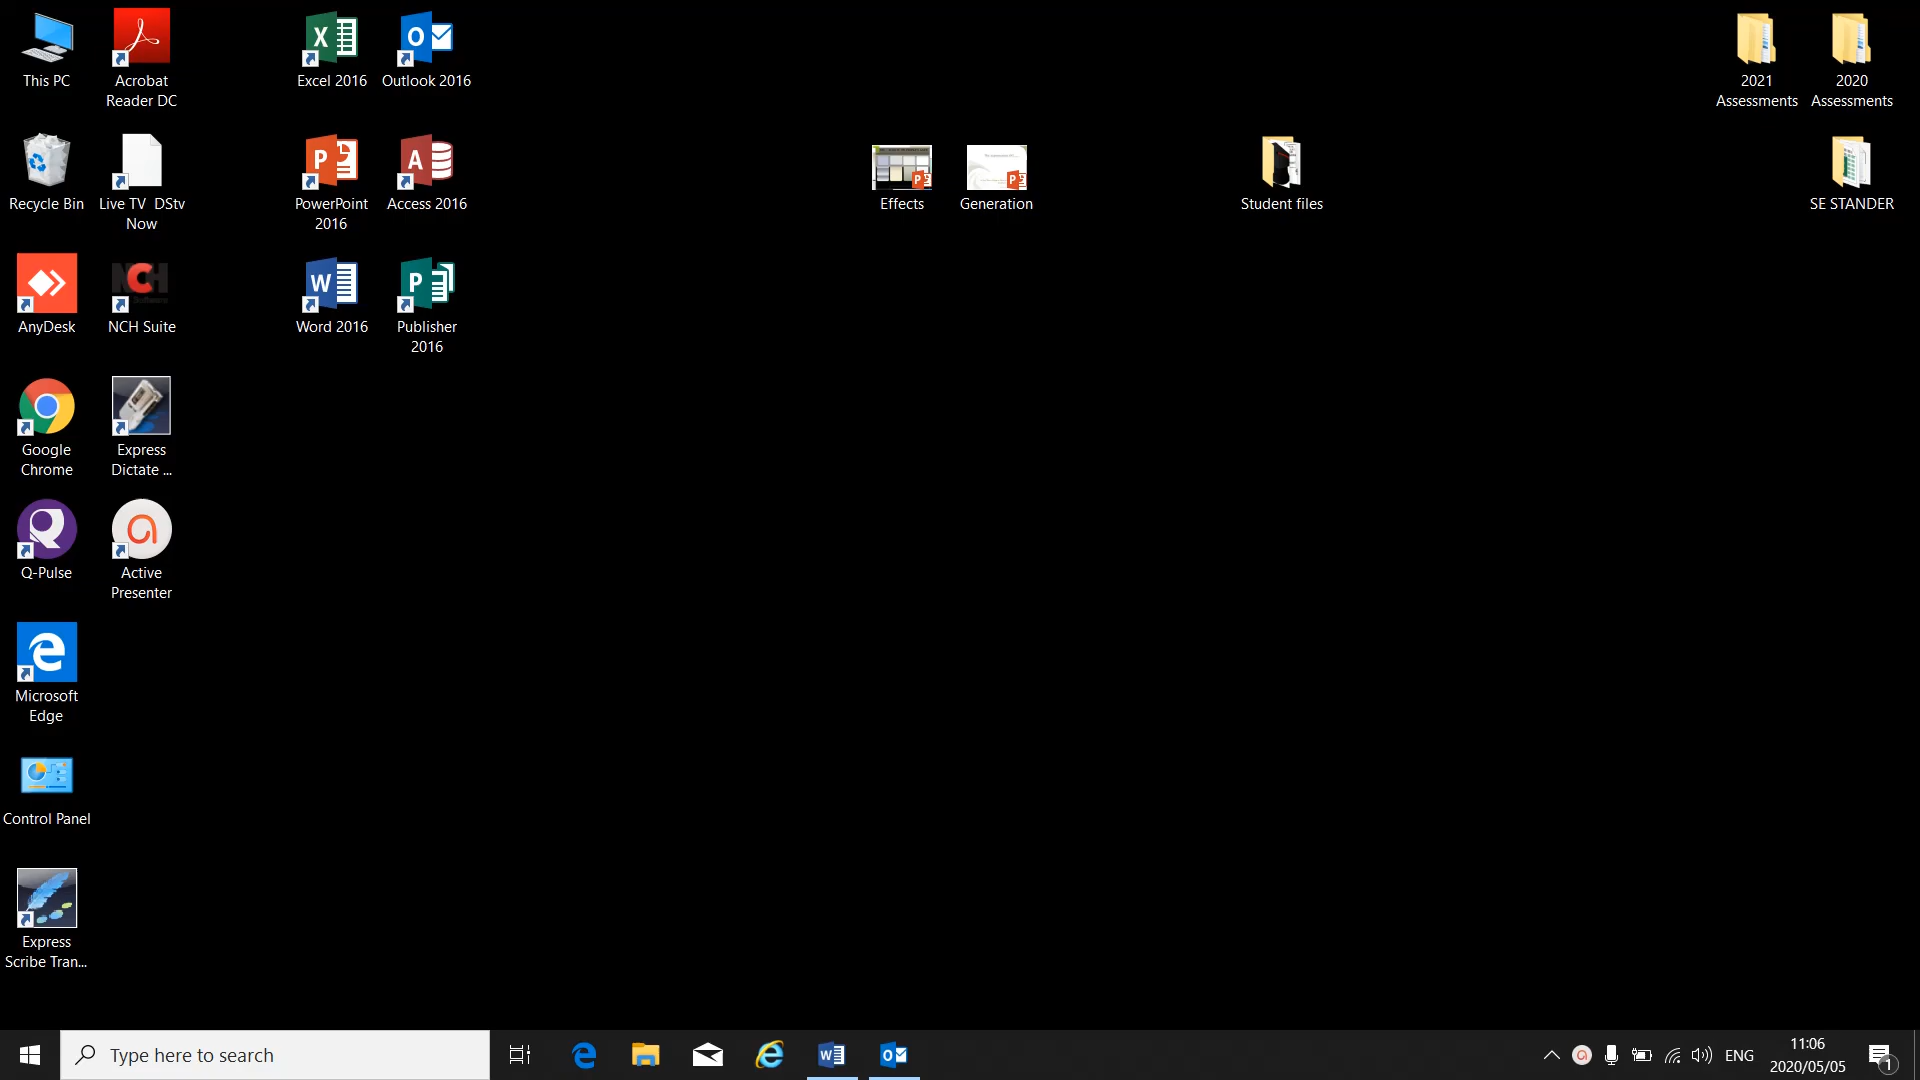 This PC
Acrobat
Reader DC
Excel 2016
Outlook 2016
2021
Assessments
2020
Assessments
Recycle Bin
Live TV DStv
Now
PowerPoint
2016
Access 2016
Effects
Generation
Student files
SE STANDER
AnyDesk
NCH Suite
Word 2016
Publisher
2016
Google
Chrome
Express
Dictate ...
Q-Pulse
Active
Presenter
Microsoft
Edge
Control Panel
Express
Scribe Tran...
Type here to search
ENG
11:06
2020/05/05
1